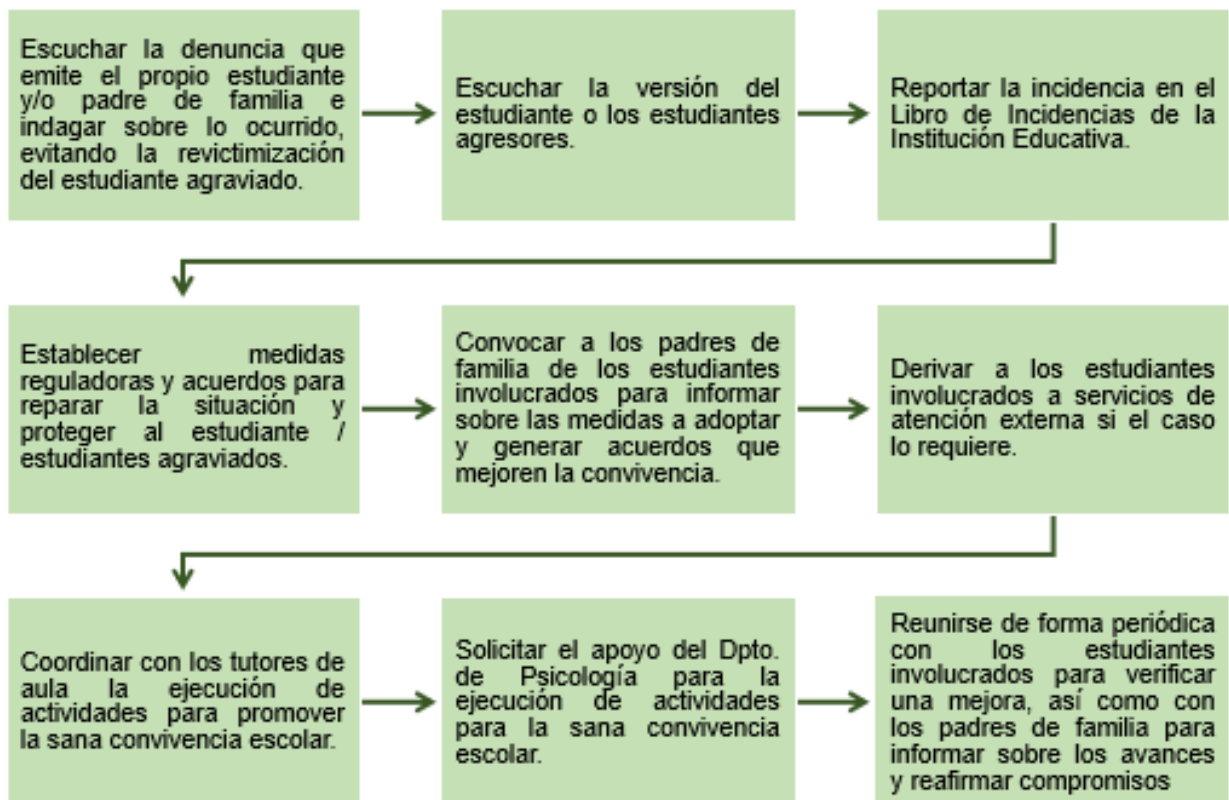 Escuchar la denuncia que
emite el propio estudiante
y/o padre de familia e
indagar sobre lo ocurrido,
evitando la revictimización
del estudiante agraviado.
Escuchar la versión del
estudiante o los estudiantes
agresores.
Reportar la incidencia en el
Libro de Incidencias de la
Institución Educativa.
Establecer medidas
reguladoras y acuerdos para
reparar la situación y
proteger al estudiante /
estudiantes agraviados.
Convocar a los padres de
familia de los estudiantes
involucrados para informar
sobre las medidas a adoptar
y generar acuerdos que
mejoren la convivencia.
Derivar a los estudiantes
involucrados a servicios de
atención externa si el caso
lo requiere.
Coordinar con los tutores de
aula la ejecución de
actividades para promover
la sana convivencia escolar.
Solicitar el apoyo del Dpto.
de Psicología para la
ejecución de actividades
para la sana convivencia
escolar.
Reunirse de forma periódica
con los estudiantes
involucrados para verificar
una mejora, así como con
los padres de familia para
informar sobre los avances
y reafirmar compromisos